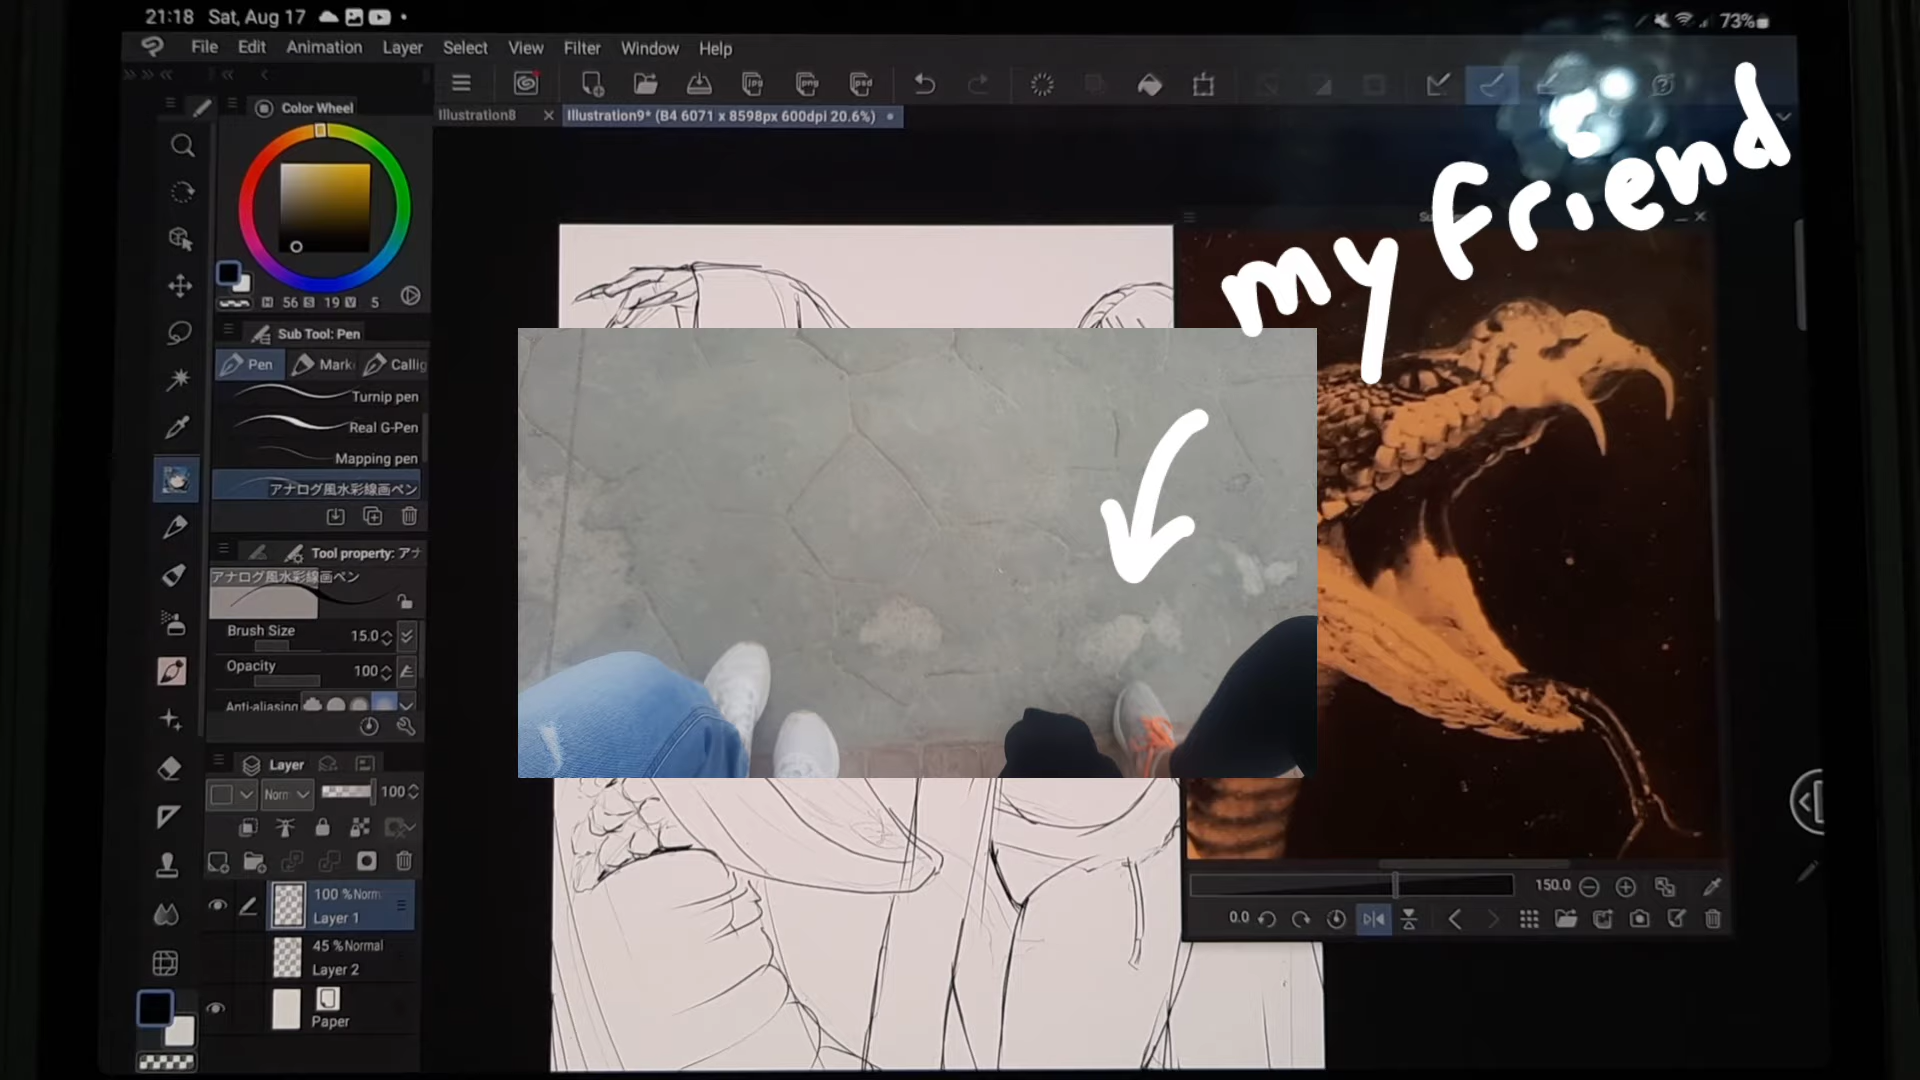 21:18 Sat, Aug 17
73%
File Edit Animation Layer Select View Filter Window Help
Color Wheel
Illustration8
Illustration9* (B4 6071 x 8598px 600dpi 20.6%)
my friend
H 56 S 19 V 5
Sub Tool: Pen
Pen Mark Callig
Turnip pen
Real G-Pen
Mapping pen
アナログ風水彩線画ペン
Tool property: アナ
アナログ風水彩線画ペン
Brush Size 15.0
Opacity 100
Anti-aliasing
Layer
Norm 100
100 % Norm
Layer 1
45 % Normal
Layer 2
Paper
150.0
0.0